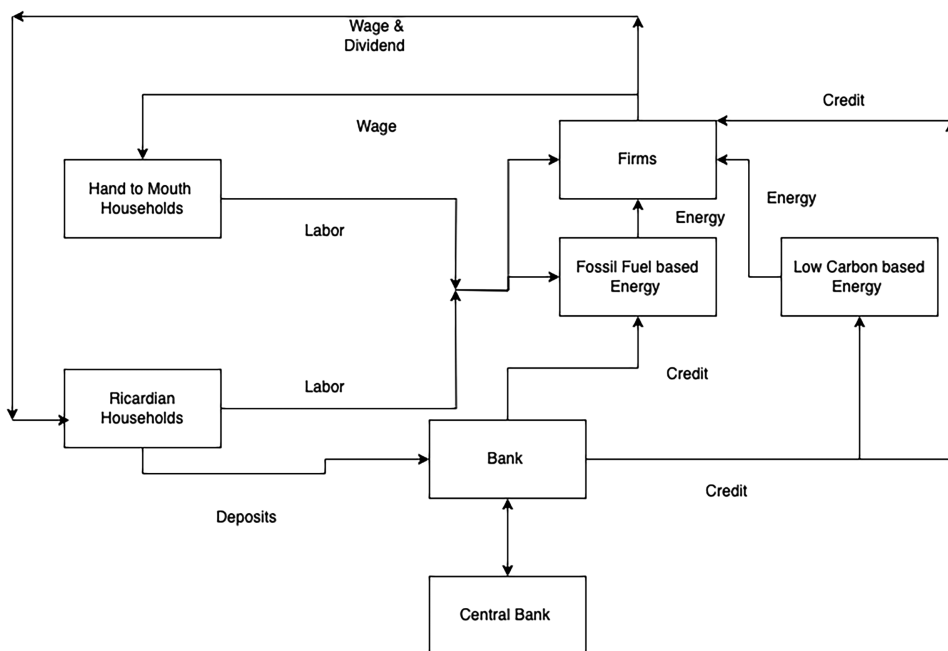 Wage &
Dividend
Credit
Wage
Firms
Hand to Mouth
Households
Energy
Energy
Labor
Fossil Fuel based
Energy
Low Carbon based
Energy
Credit
Labor
Ricardian
Households
Bank
Credit
Deposits
Central Bank